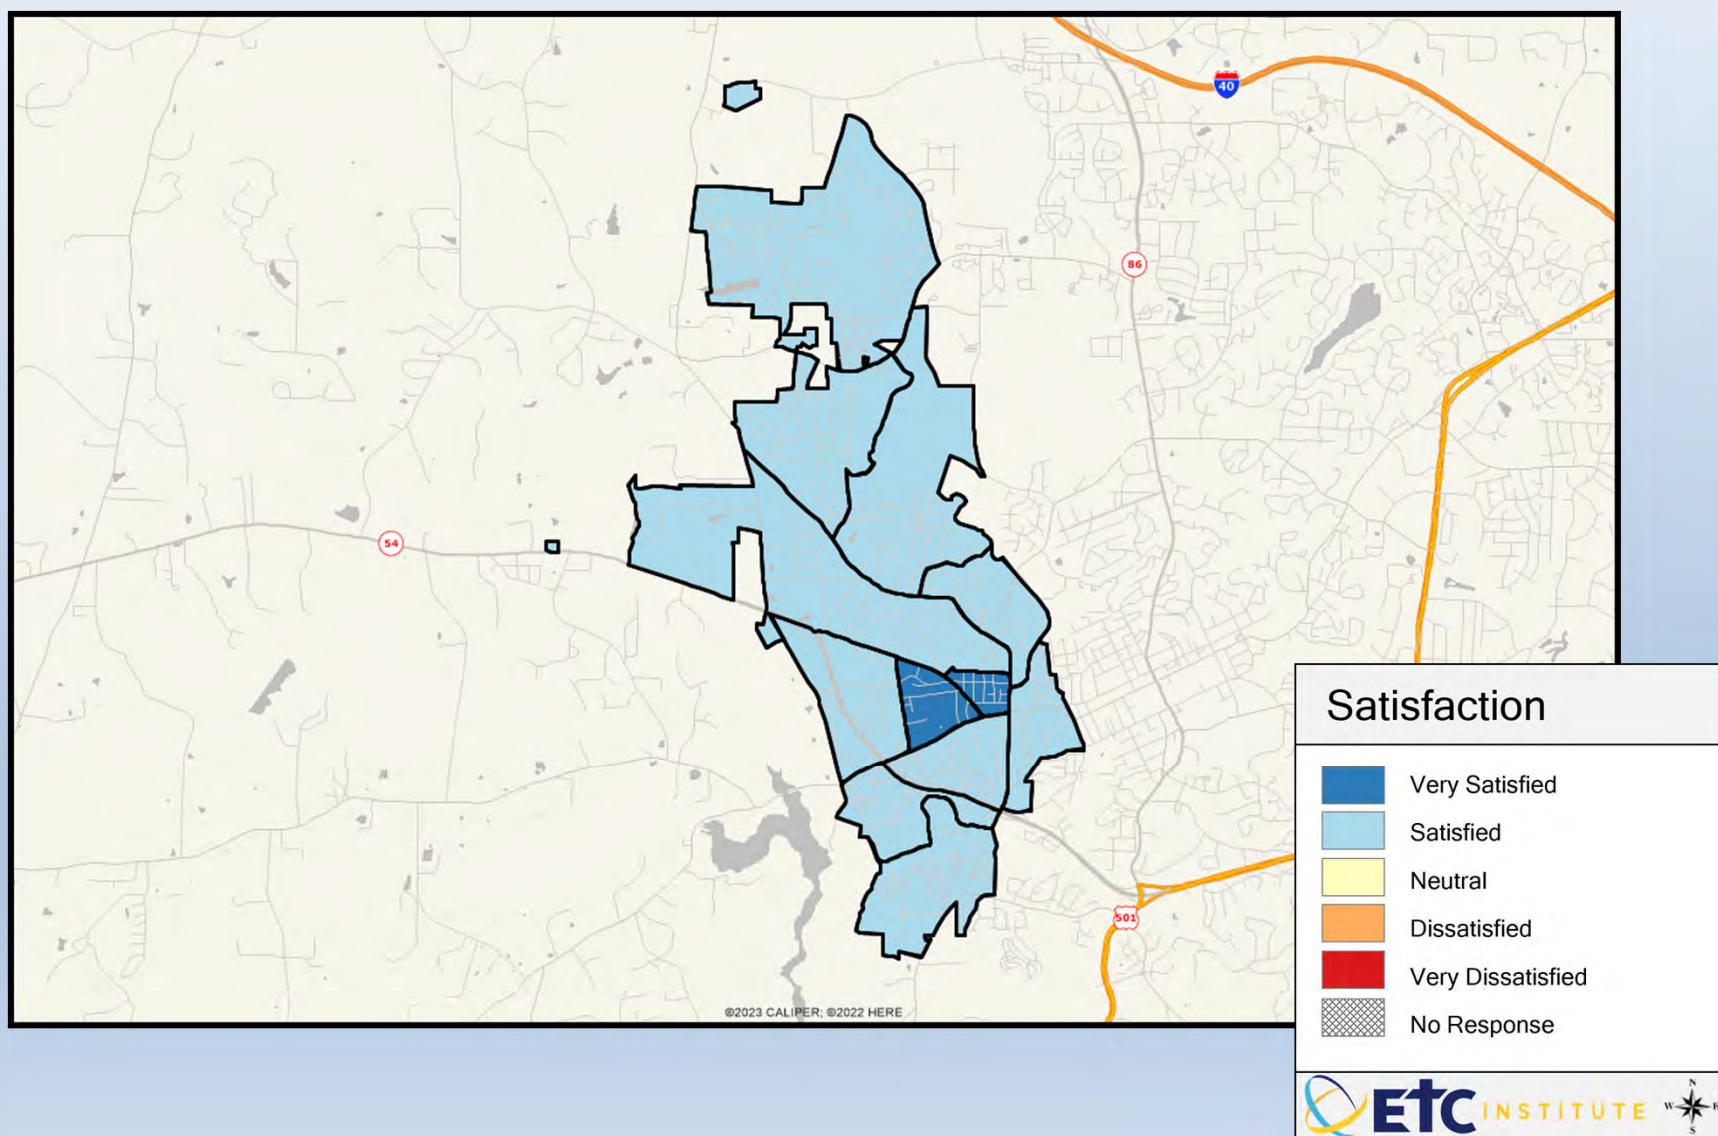 40
86
54
501
©2023 CALIPER; ©2022 HERE
Satisfaction
Very Satisfied
Satisfied
Neutral
Dissatisfied
Very Dissatisfied
No Response
ETC INSTITUTE
N
W E
S